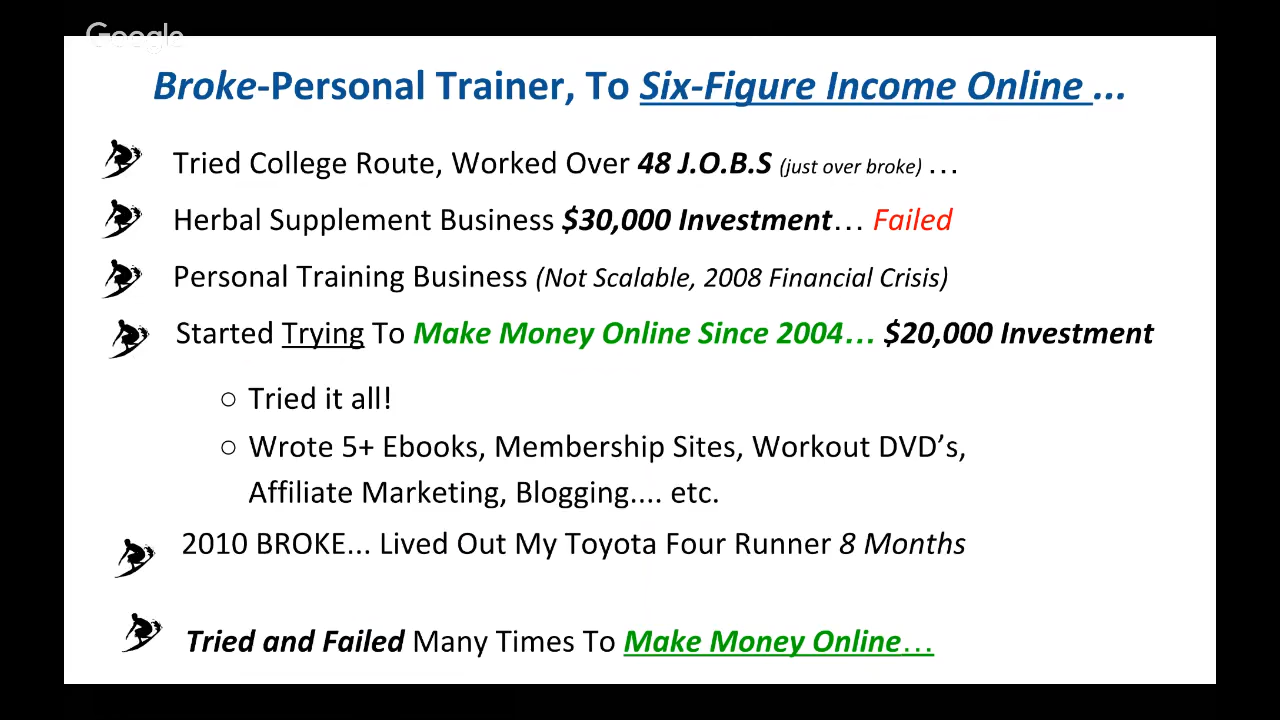 Google
Broke-Personal Trainer, To Six-Figure Income Online ...
Tried College Route, Worked Over 48 J.O.B.S (just over broke) …
Herbal Supplement Business $30,000 Investment… Failed
Personal Training Business (Not Scalable, 2008 Financial Crisis)
Started Trying To Make Money Online Since 2004… $20,000 Investment
○ Tried it all!
○ Wrote 5+ Ebooks, Membership Sites, Workout DVD’s,
Affiliate Marketing, Blogging.... etc.
2010 BROKE... Lived Out My Toyota Four Runner 8 Months
Tried and Failed Many Times To Make Money Online…